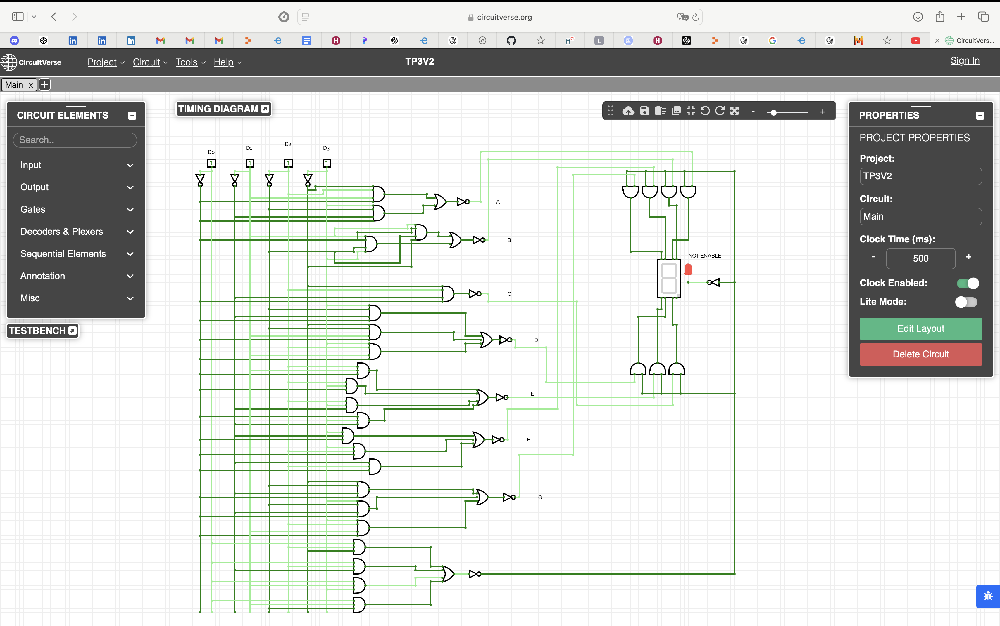 circuitverse.org
CircuitVers...
CircuitVerse
Project
Circuit
Tools
Help
TP3V2
Sign In
Main x
CIRCUIT ELEMENTS
Search..
Input
Output
Gates
Decoders & Plexers
Sequential Elements
Annotation
Misc
TESTBENCH
TIMING DIAGRAM
- +
D0 D1 D2 D3
1 1 1 1
A
B
C
D
E
F
G
NOT ENABLE
PROPERTIES
PROJECT PROPERTIES
Project:
TP3V2
Circuit:
Main
Clock Time (ms):
- 500 +
Clock Enabled:
Lite Mode:
Edit Layout
Delete Circuit